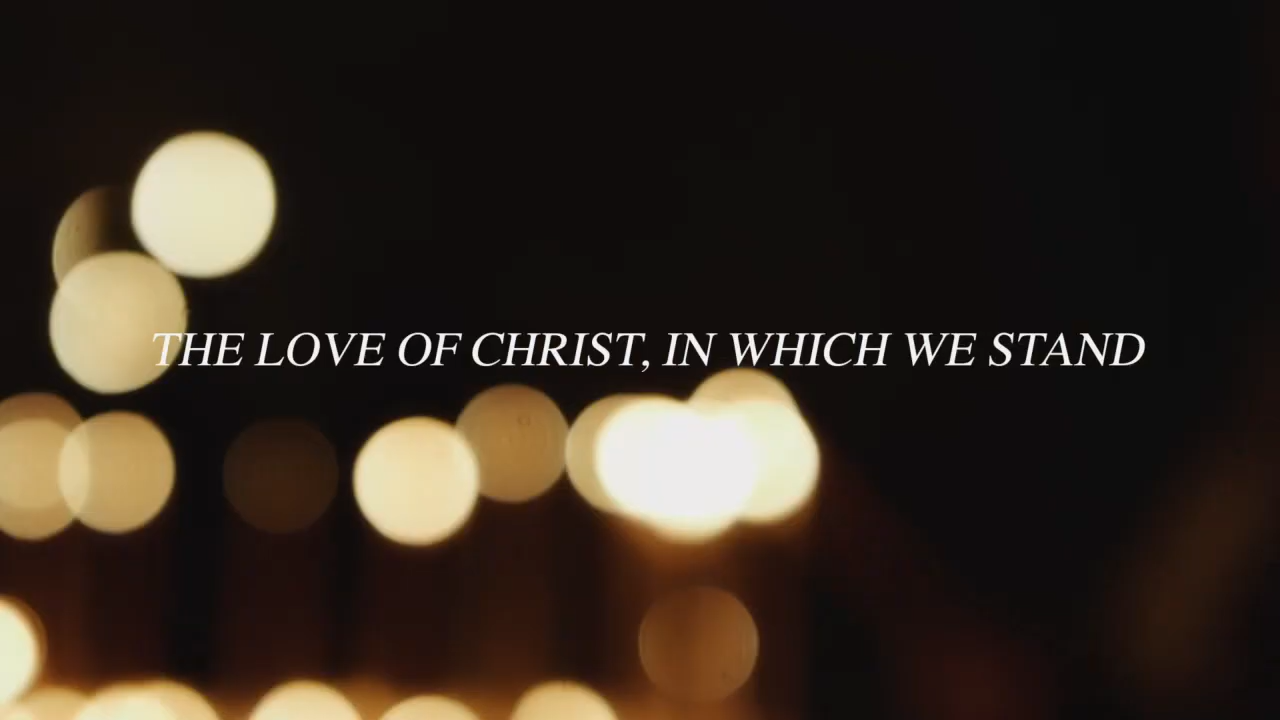 THE LOVE OF CHRIST, IN WHICH WE STAND